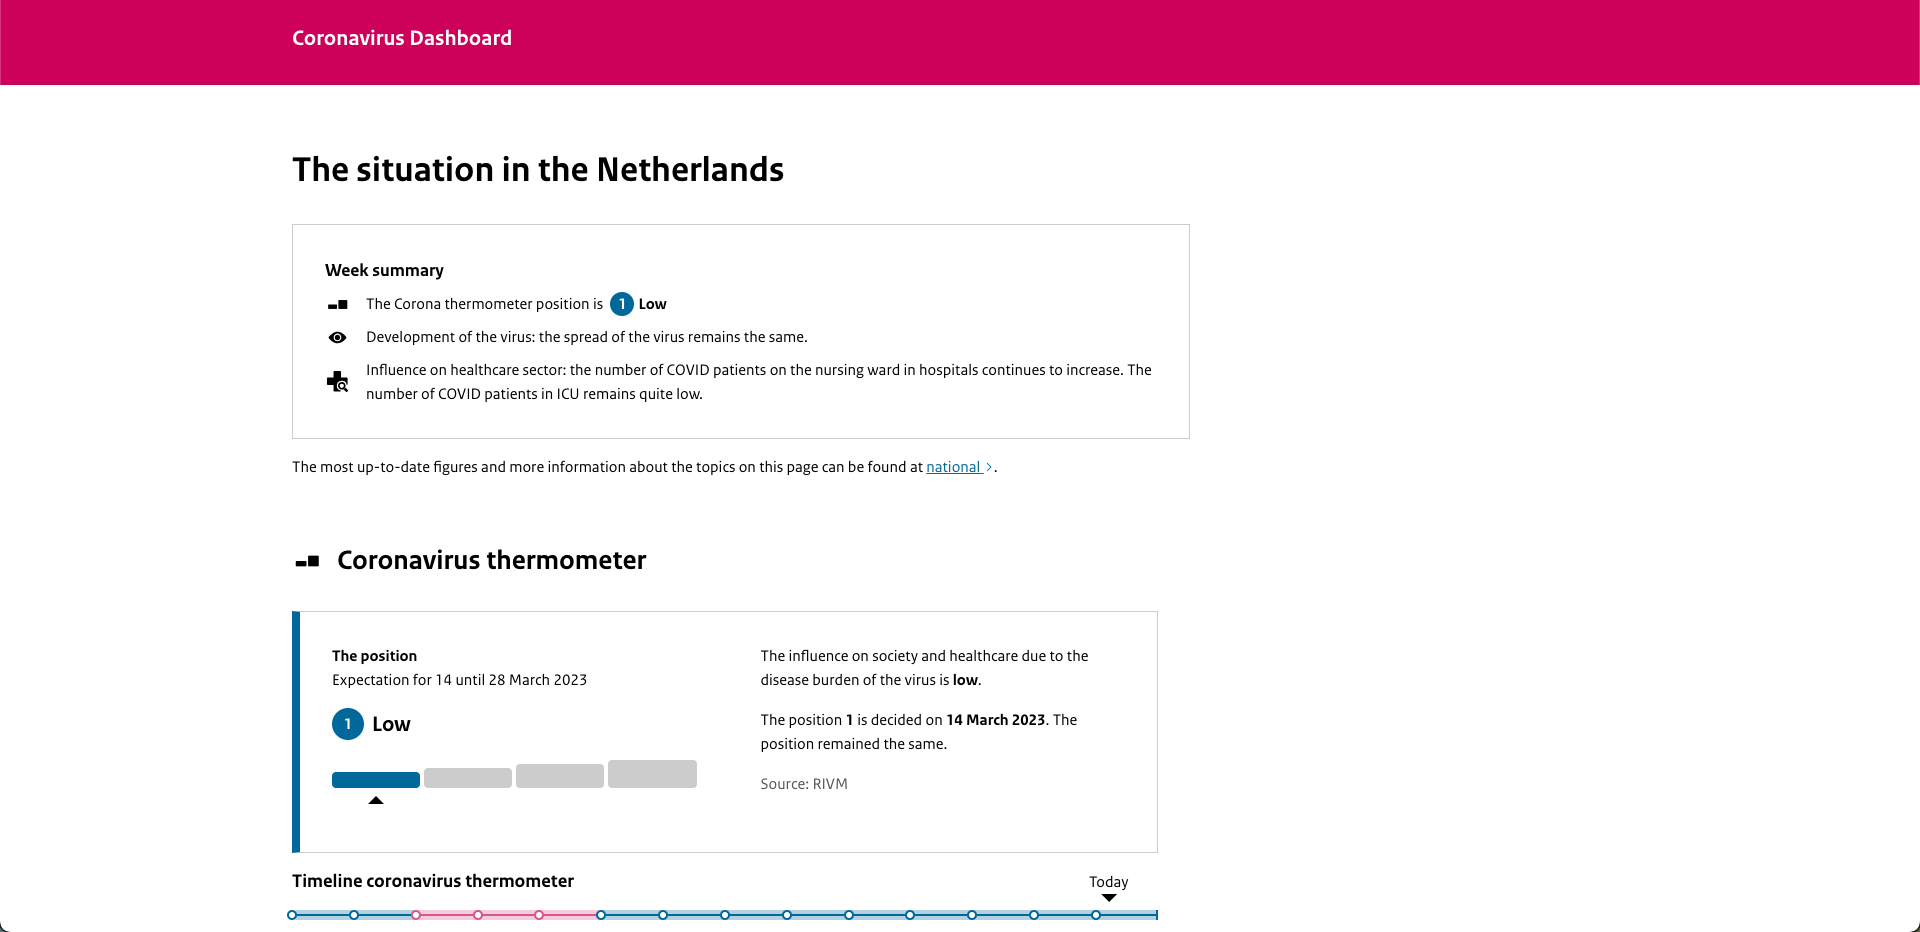 Coronavirus Dashboard
The situation in the Netherlands
Week summary
The Corona thermometer position is 1 Low
Development of the virus: the spread of the virus remains the same.
Influence on healthcare sector: the number of COVID patients on the nursing ward in hospitals continues to increase. The
number of COVID patients in ICU remains quite low.
The most up-to-date figures and more information about the topics on this page can be found at national >.
Coronavirus thermometer
The position
Expectation for 14 until 28 March 2023
1 Low
The influence on society and healthcare due to the
disease burden of the virus is low.
The position 1 is decided on 14 March 2023. The
position remained the same.
Source: RIVM
Timeline coronavirus thermometer
Today